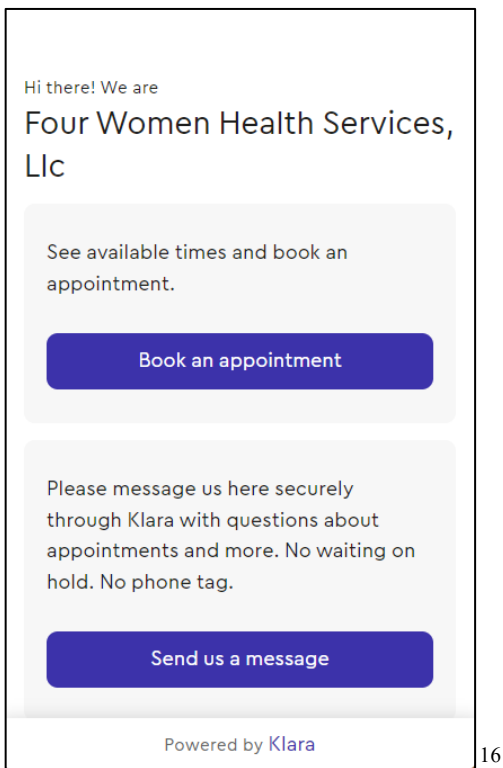 Hi there! We are
Four Women Health Services,
Llc
See available times and book an
appointment.
Book an appointment
Please message us here securely
through Klara with questions about
appointments and more. No waiting on
hold. No phone tag.
Send us a message
Powered by Klara
16